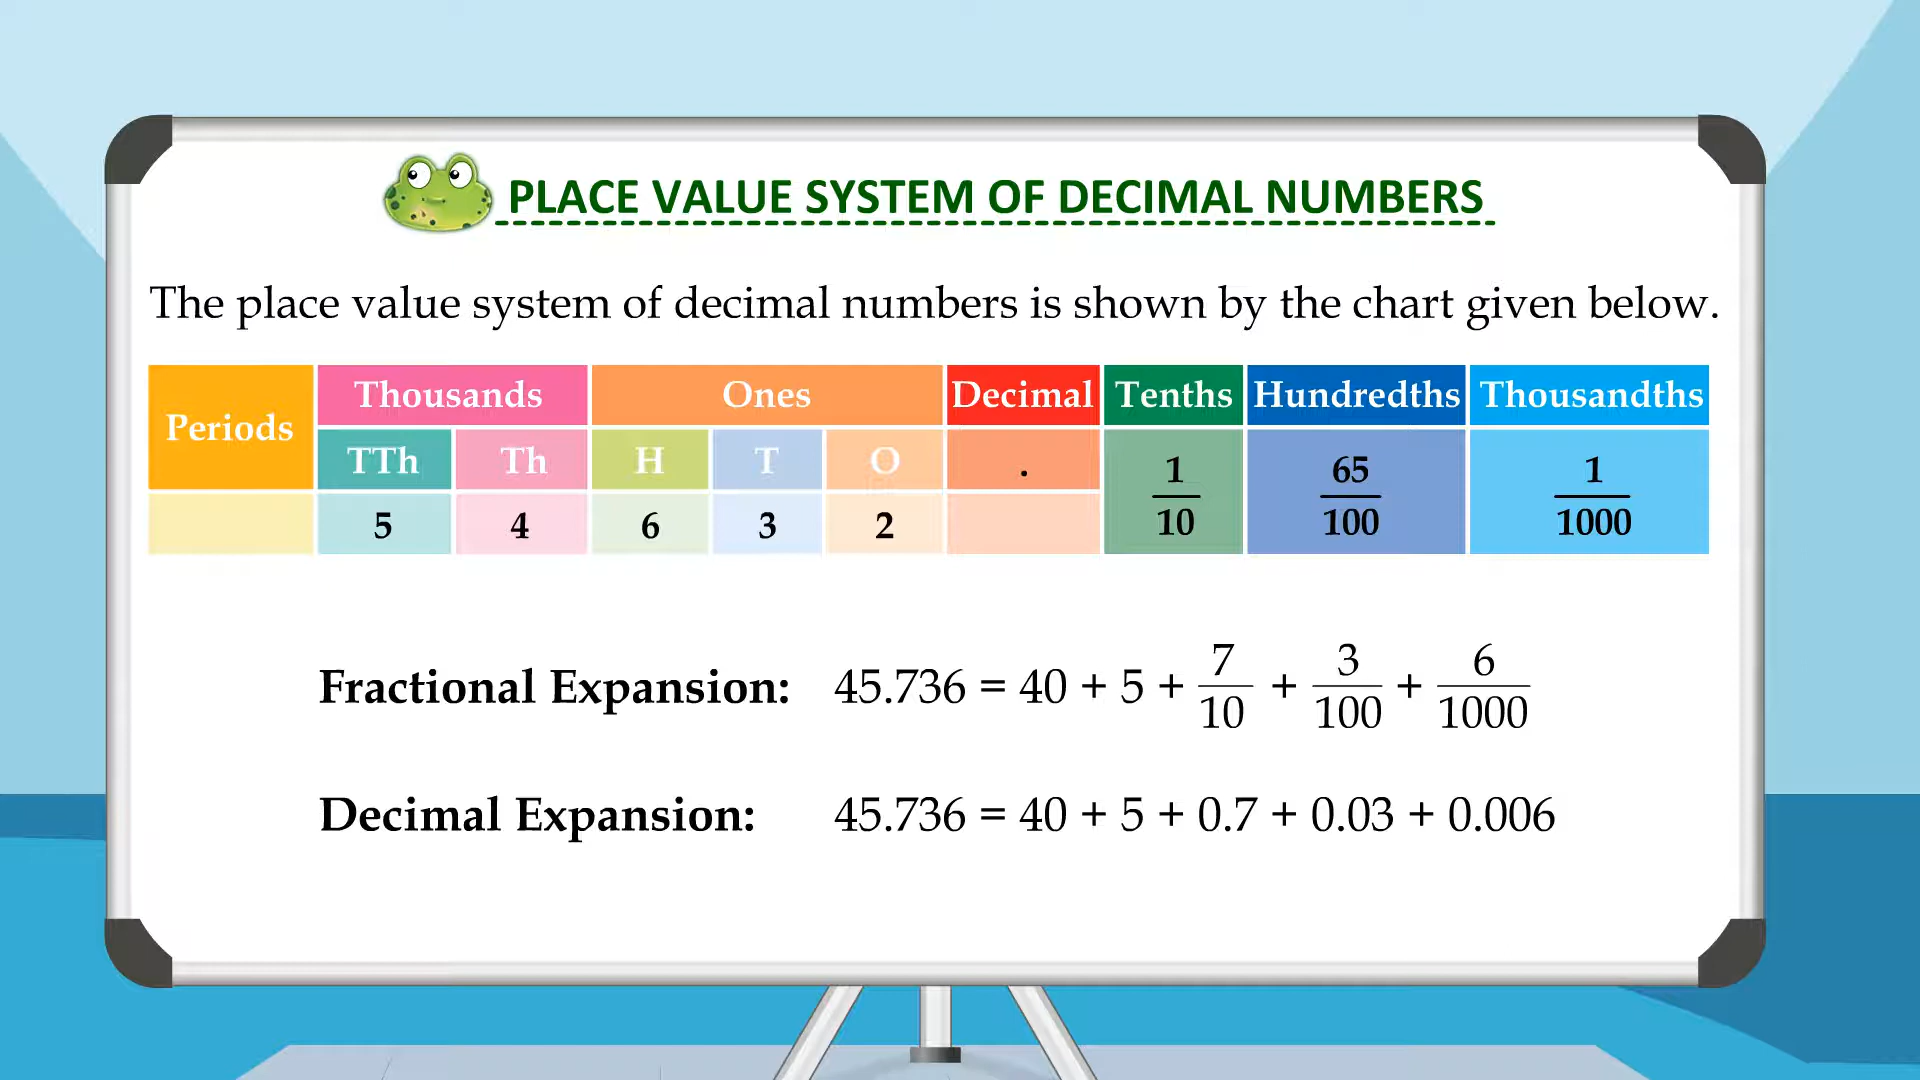 PLACE VALUE SYSTEM OF DECIMAL NUMBERS
The place value system of decimal numbers is shown by the chart given below.
Periods Thousands Ones Decimal Tenths Hundredths Thousandths
TTh Th H T O . 1/10 65/100 1/1000
5 4 6 3 2
Fractional Expansion: 45.736 = 40 + 5 + 7/10 + 3/100 + 6/1000
Decimal Expansion: 45.736 = 40 + 5 + 0.7 + 0.03 + 0.006